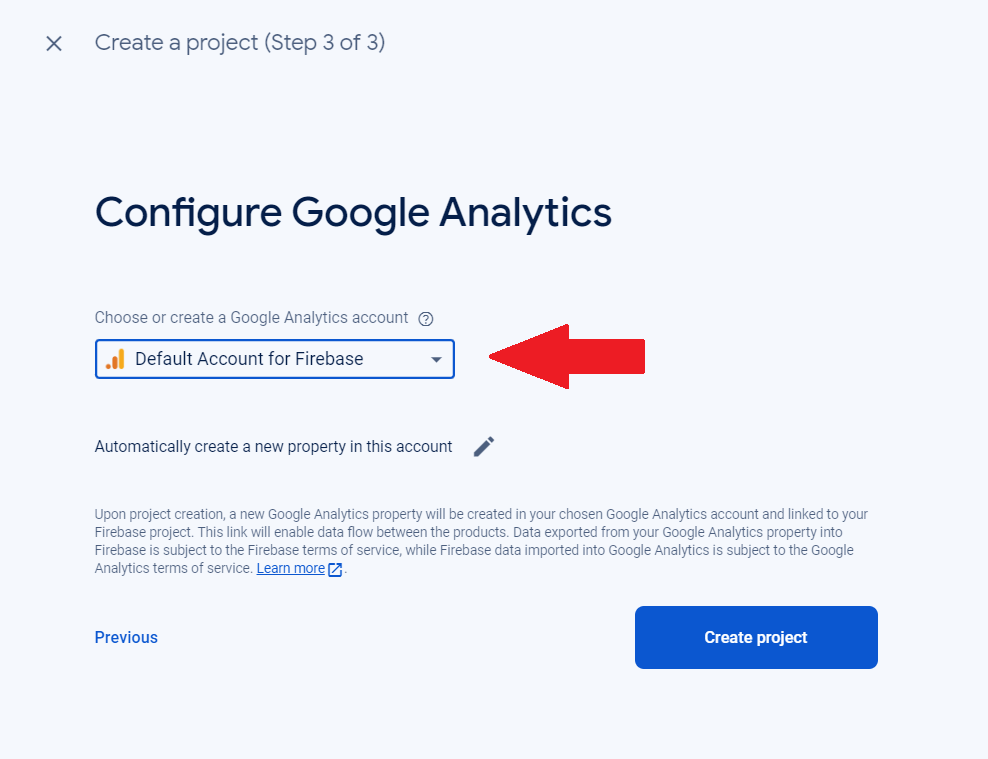 Create a project (Step 3 of 3)
Configure Google Analytics
Choose or create a Google Analytics account
Default Account for Firebase
Automatically create a new property in this account
Upon project creation, a new Google Analytics property will be created in your chosen Google Analytics account and linked to your
Firebase project. This link will enable data flow between the products. Data exported from your Google Analytics property into
Firebase is subject to the Firebase terms of service, while Firebase data imported into Google Analytics is subject to the Google
Analytics terms of service. Learn more.
Previous
Create project